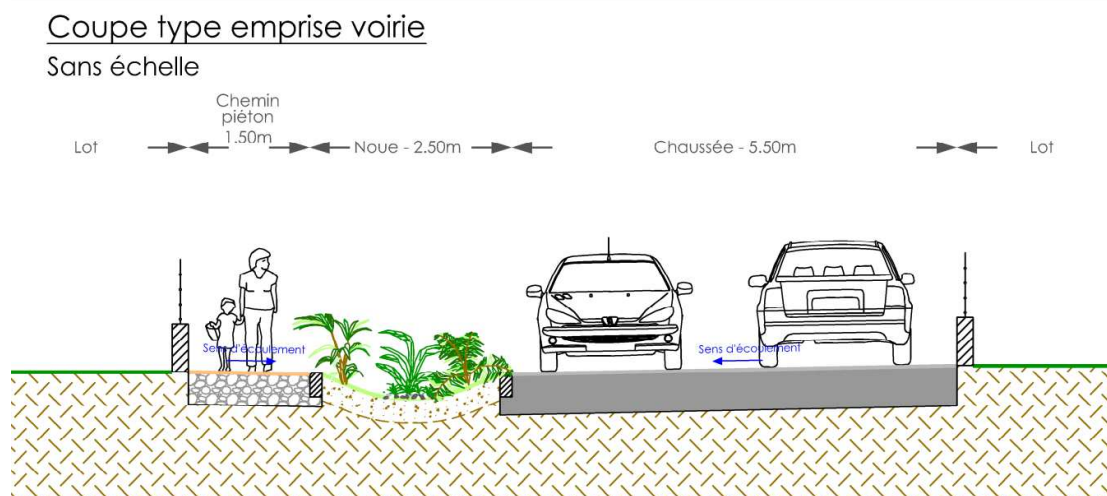 Coupe type emprise voirie
Sans échelle
Chemin
piéton
1.50m
Lot
Noue - 2.50m
Chaussée - 5.50m
Lot
Sens d'écoulement
Sens d'écoulement